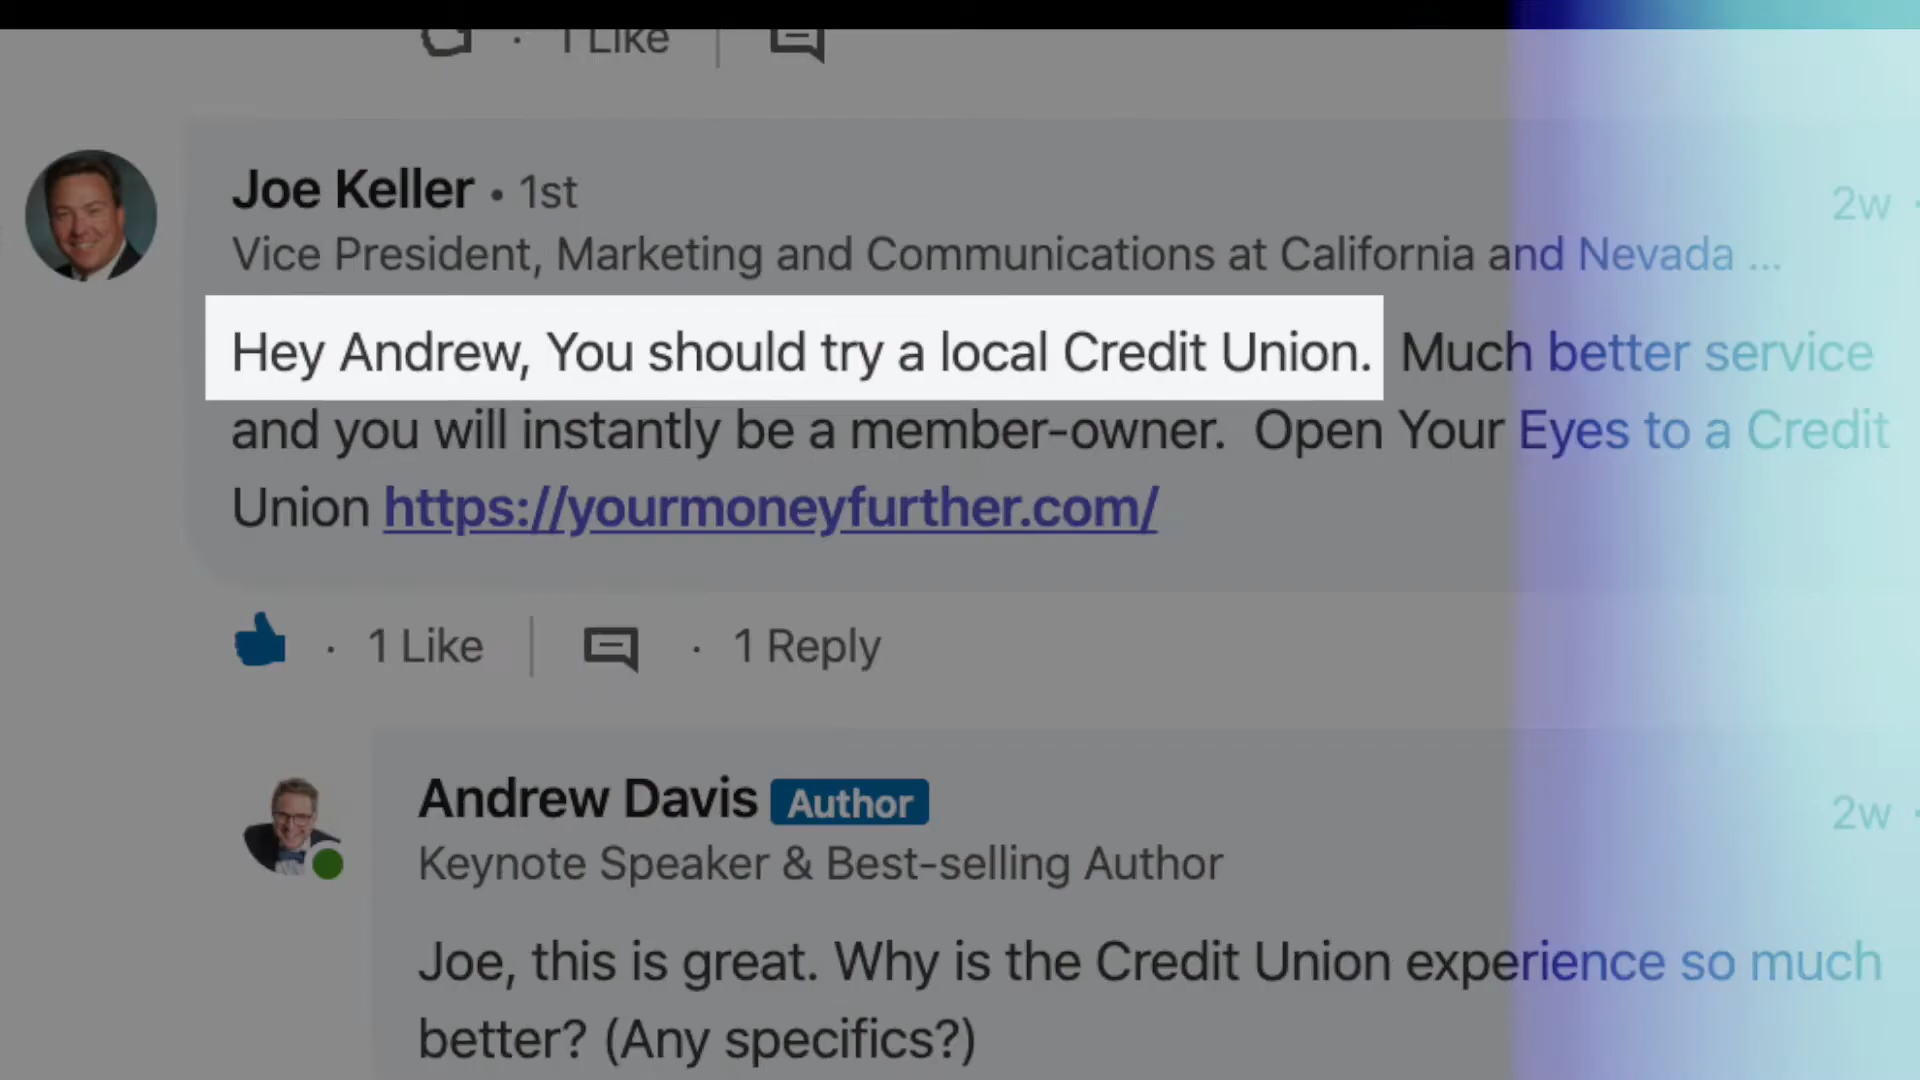 · 1 Like
Joe Keller • 1st
2w ·
Vice President, Marketing and Communications at California and Nevada ...
Hey Andrew, You should try a local Credit Union. Much better service
and you will instantly be a member-owner. Open Your Eyes to a Credit
Union https://yourmoneyfurther.com/
· 1 Like · 1 Reply
Andrew Davis Author
2w ·
Keynote Speaker & Best-selling Author
Joe, this is great. Why is the Credit Union experience so much
better? (Any specifics?)